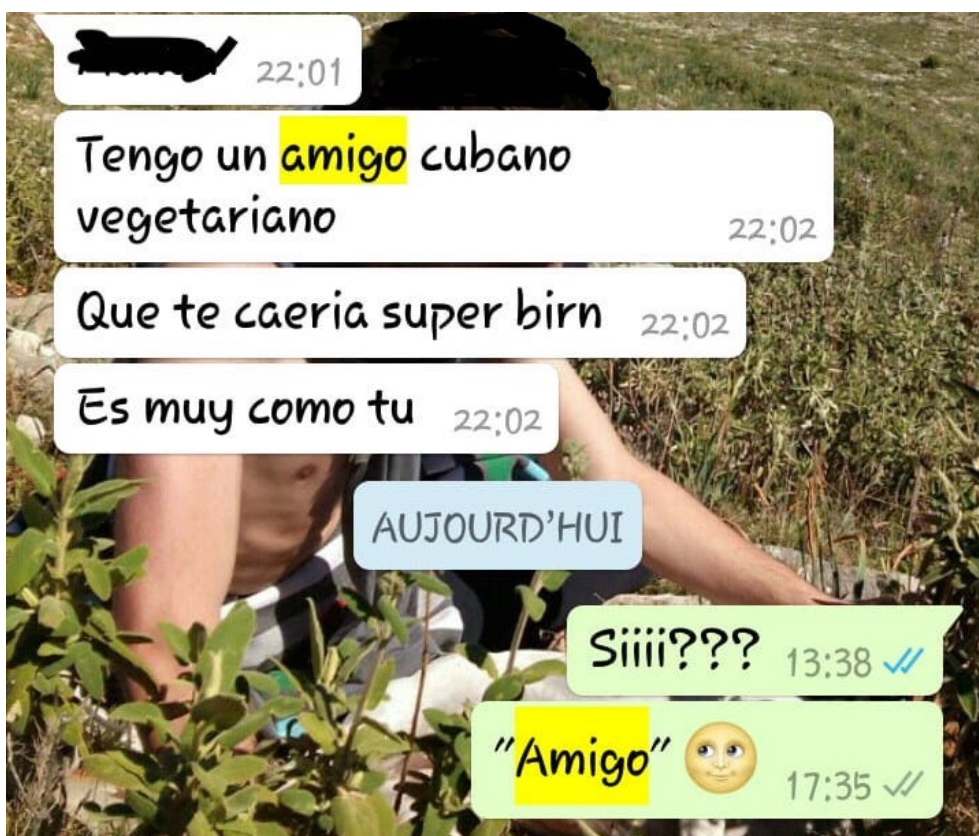 22:01
Tengo un amigo cubano
vegetariano
22:02
Que te caeria super birn 22:02
Es muy como tu 22:02
AUJOURD'HUI
Siiii??? 13:38
"Amigo" 17:35